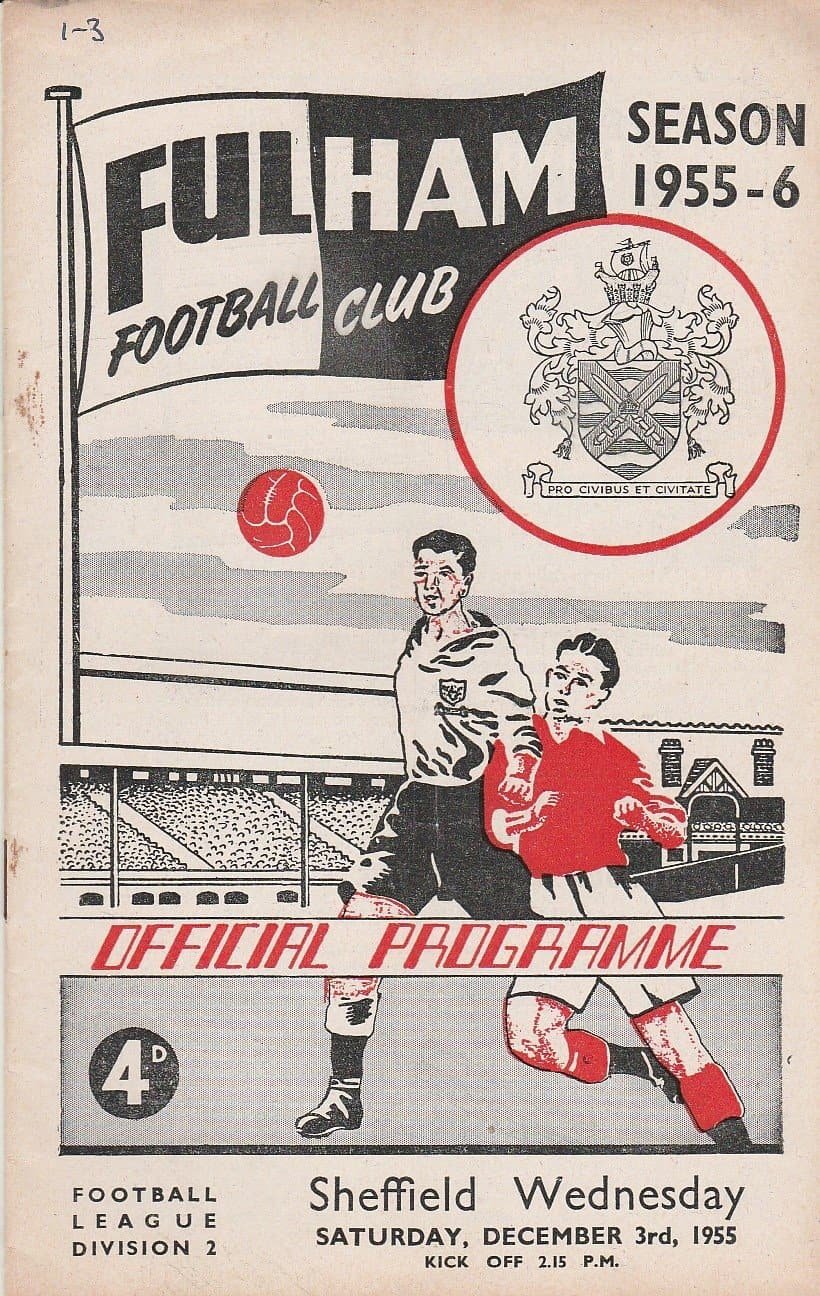 1-3
FULHAM
FOOTBALL CLUB
SEASON
1955-6
PRO CIVIBUS ET CIVITATE
OFFICIAL PROGRAMME
4D
FOOTBALL
LEAGUE
DIVISION 2
Sheffield Wednesday
SATURDAY, DECEMBER 3rd, 1955
KICK OFF 2.15 P.M.